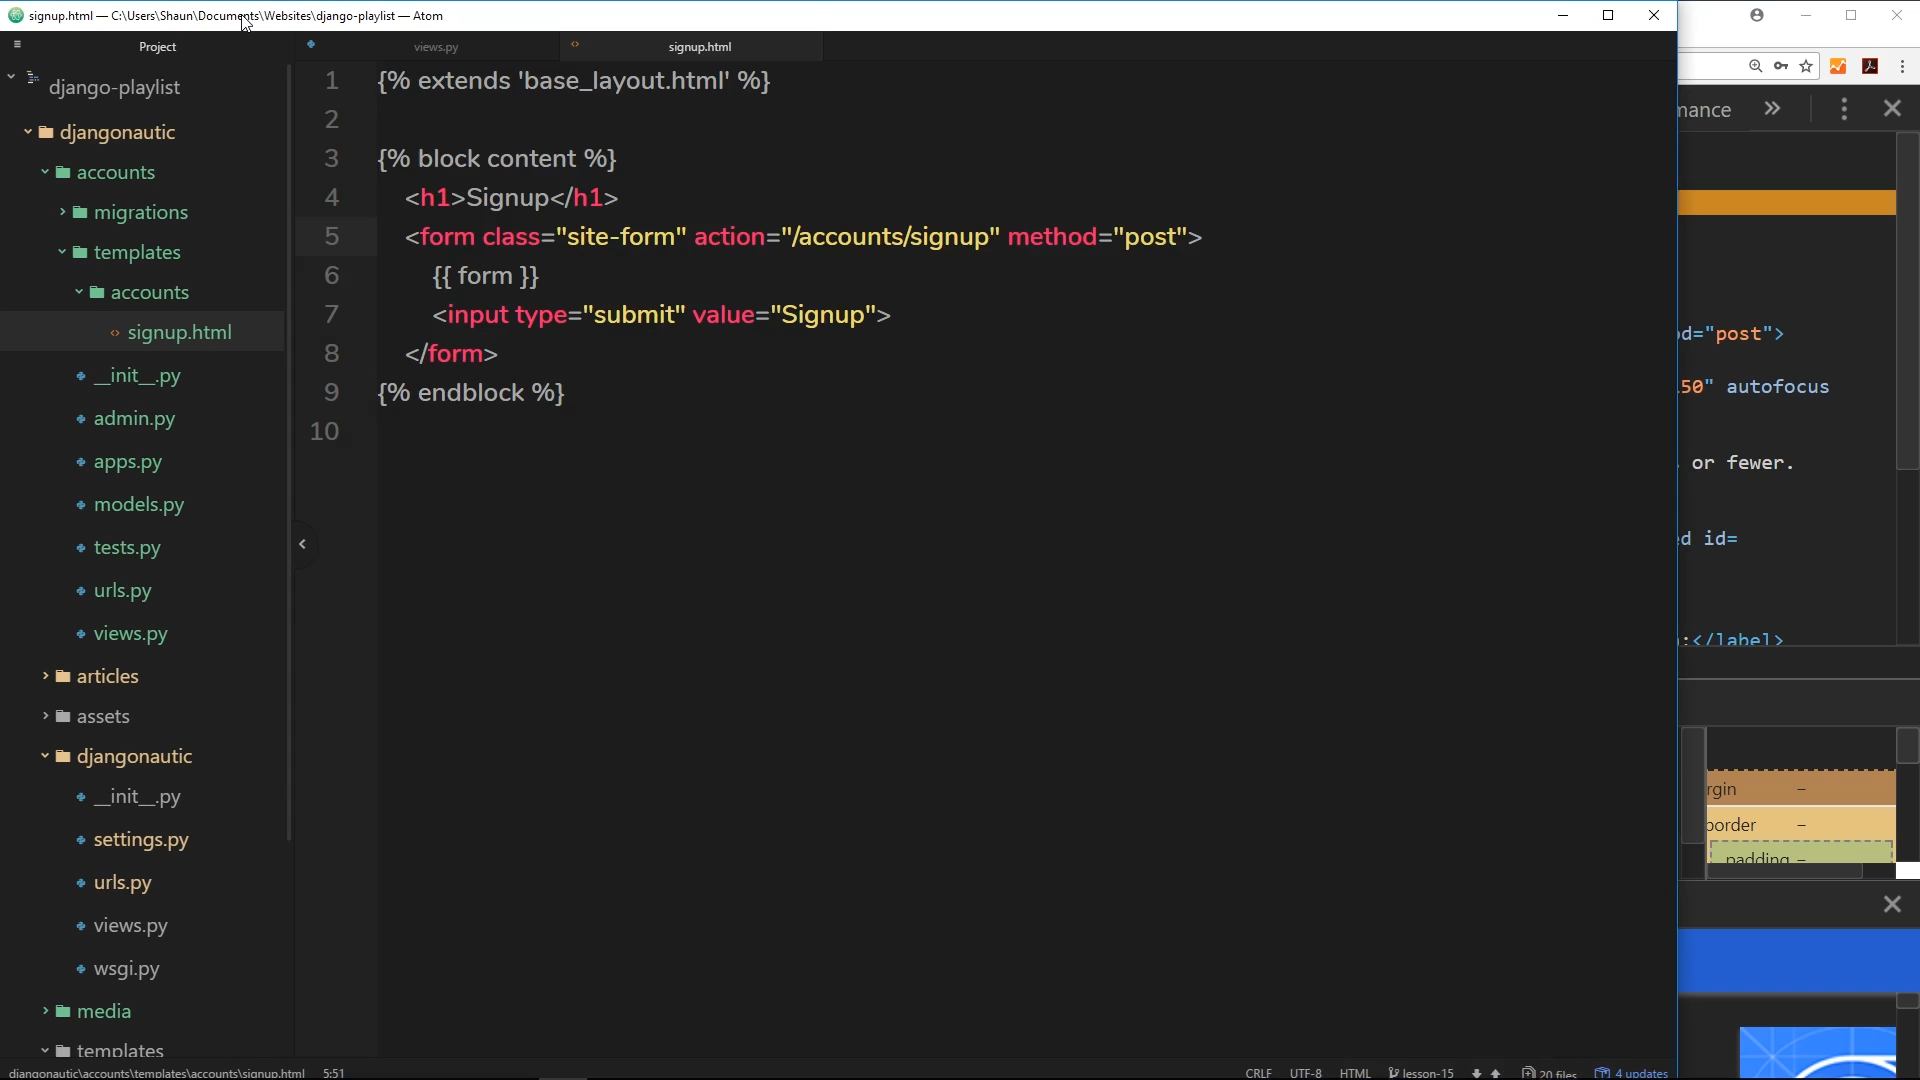 signup.html — C:\Users\Shaun\Documents\Websites\django-playlist — Atom
Project
django-playlist
djangonautic
accounts
migrations
templates
accounts
signup.html
__init__.py
admin.py
apps.py
models.py
tests.py
urls.py
views.py
articles
assets
djangonautic
__init__.py
settings.py
urls.py
views.py
wsgi.py
media
templates
views.py
signup.html
1 {% extends 'base_layout.html' %}
2
3 {% block content %}
4 <h1>Signup</h1>
5 <form class="site-form" action="/accounts/signup" method="post">
6 {{ form }}
7 <input type="submit" value="Signup">
8 </form>
9 {% endblock %}
10
djangonautic\accounts\templates\accounts\signup.html 5:51
CRLF UTF-8 HTML lesson-15 20 files 4 updates
mance
d="post">
50" autofocus
or fewer.
d id=
:</label>
rgin –
border –
padding –